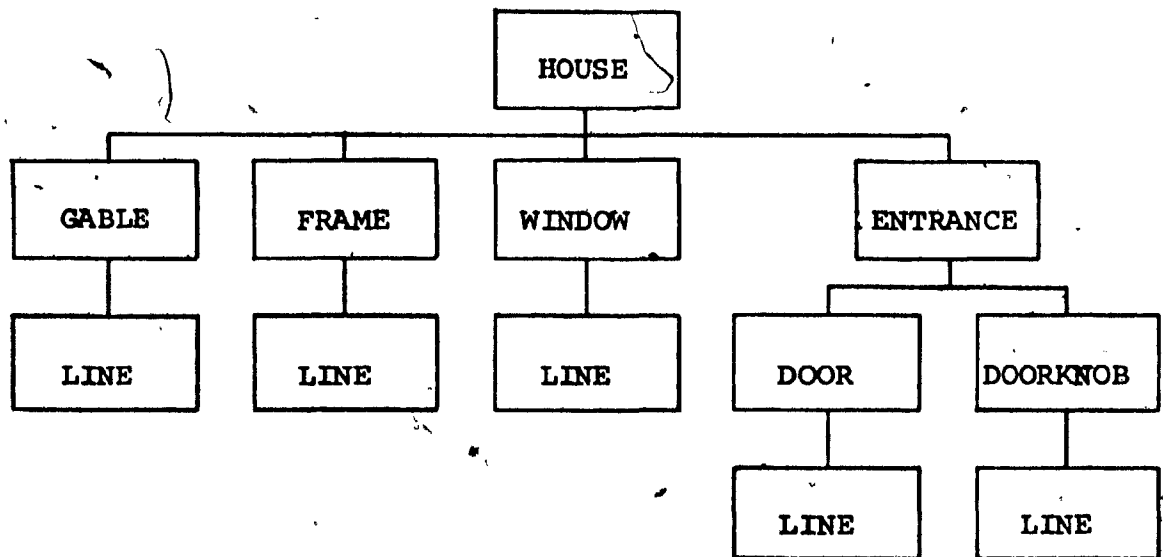 HOUSE
GABLE FRAME WINDOW ENTRANCE
LINE LINE LINE DOOR DOORKNOB
LINE LINE